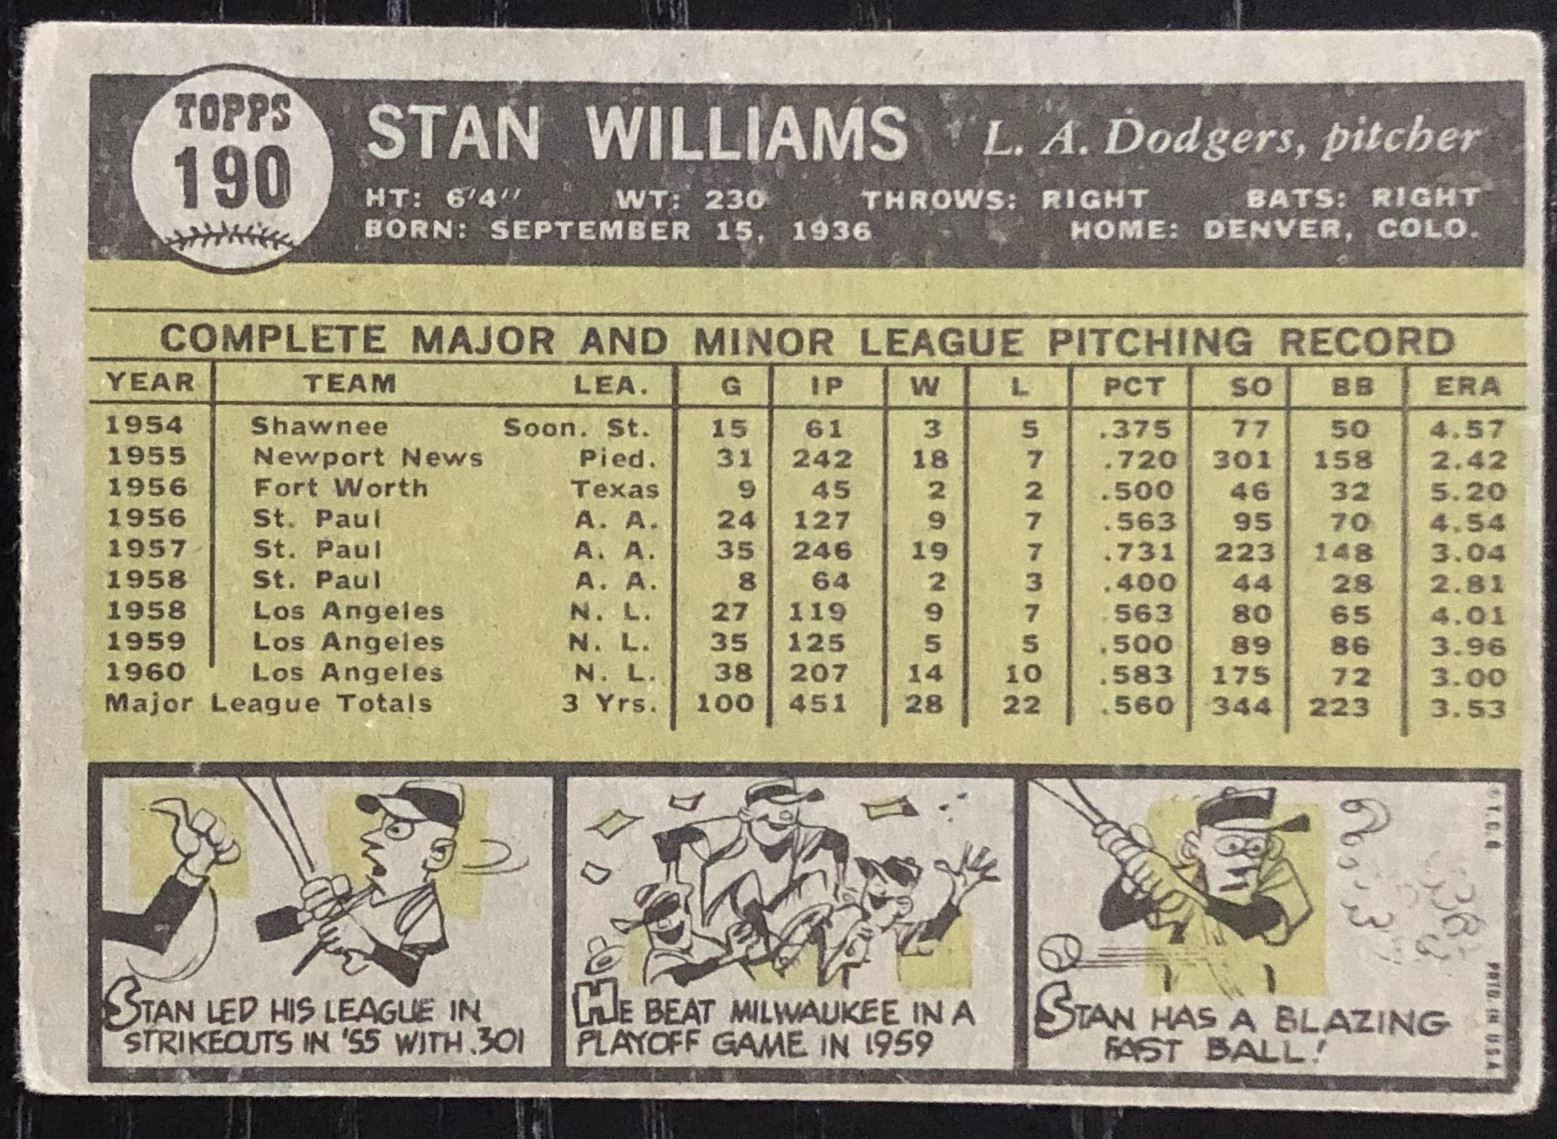 TOPPS
190
STAN WILLIAMS L. A. Dodgers, pitcher
HT: 6'4" WT: 230 THROWS: RIGHT BATS: RIGHT
BORN: SEPTEMBER 15, 1936 HOME: DENVER, COLO.
COMPLETE MAJOR AND MINOR LEAGUE PITCHING RECORD
YEAR TEAM LEA. G IP W L PCT SO BB ERA
1954 Shawnee Soon. St. 15 61 3 5 .375 77 50 4.57
1955 Newport News Pied. 31 242 18 7 .720 301 158 2.42
1956 Fort Worth Texas 9 45 2 2 .500 46 32 5.20
1956 St. Paul A. A. 24 127 9 7 .563 95 70 4.54
1957 St. Paul A. A. 35 246 19 7 .731 223 148 3.04
1958 St. Paul A. A. 8 64 2 3 .400 44 28 2.81
1958 Los Angeles N. L. 27 119 9 7 .563 80 65 4.01
1959 Los Angeles N. L. 35 125 5 5 .500 89 86 3.96
1960 Los Angeles N. L. 38 207 14 10 .583 175 72 3.00
Major League Totals 3 Yrs. 100 451 28 22 .560 344 223 3.53
STAN LED HIS LEAGUE IN
STRIKEOUTS IN '55 WITH 301
HE BEAT MILWAUKEE IN A
PLAYOFF GAME IN 1959
STAN HAS A BLAZING
FAST BALL!
© T.C.G. PRTD. IN U.S.A.